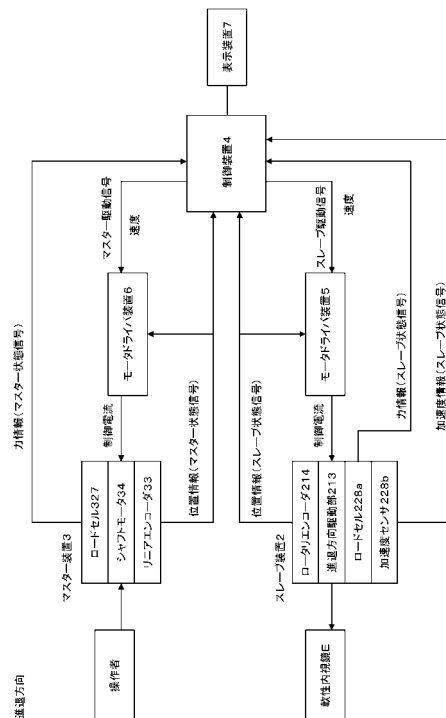 進退方向
操作者
マスター装置3
ロードセル327
シャフトモータ34
リニアエンコーダ33
力情報(マスター状態信号)
制御電流
位置情報(マスター状態信号)
モータドライバ装置6
マスター駆動信号
速度
制御装置4
表示装置7
軟性内視鏡E
スレーブ装置2
ロータリエンコーダ214
進退方向駆動部213
ロードセル228a
加速度センサ228b
位置情報(スレーブ状態信号)
制御電流
モータドライバ装置5
スレーブ駆動信号
速度
力情報(スレーブ状態信号)
加速度情報(スレーブ状態信号)